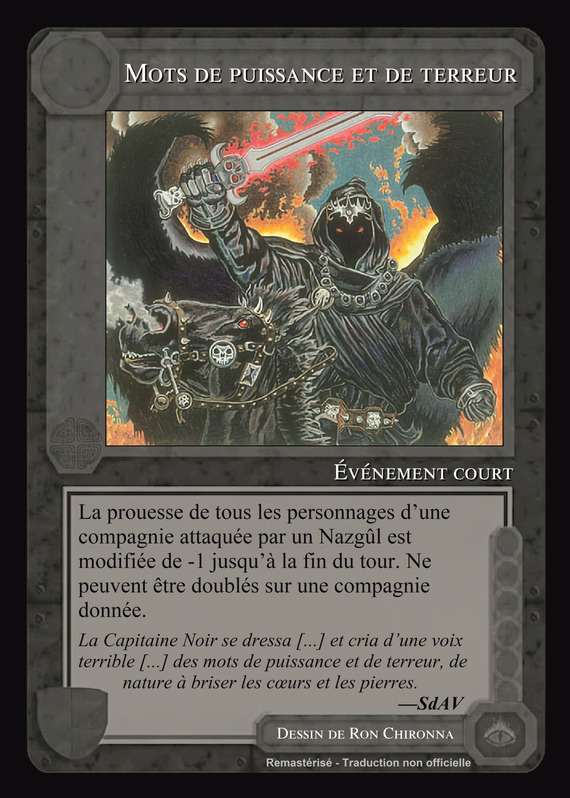 Mots de puissance et de terreur
Événement court
La prouesse de tous les personnages d’une
compagnie attaquée par un Nazgûl est
modifiée de -1 jusqu’à la fin du tour. Ne
peuvent être doublés sur une compagnie
donnée.
La Capitaine Noir se dressa [...] et cria d’une voix
terrible [...] des mots de puissance et de terreur, de
nature à briser les cœurs et les pierres.
—SdAV
Dessin de Ron Chironna
Remastérisé - Traduction non officielle